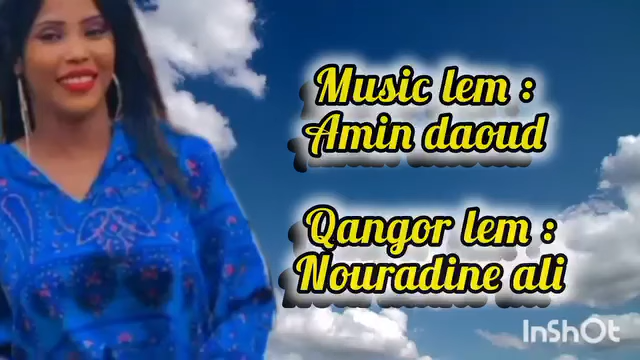 Music lem :
Amin daoud
Qangor lem :
Nouradine ali
InShOt